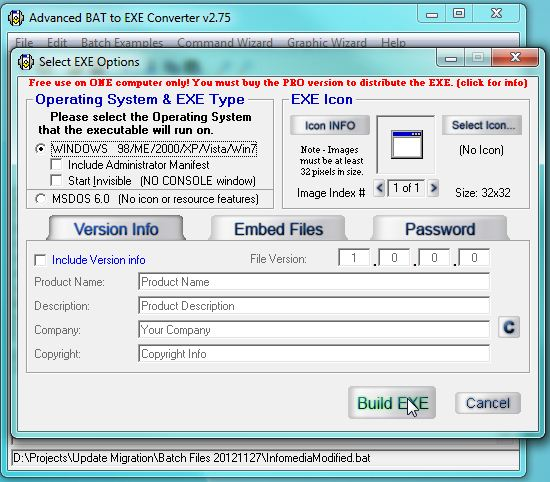 Advanced BAT to EXE Converter v2.75
File Edit Batch Examples Command Wizard Graphic Wizard Help
Select EXE Options
Free use on ONE computer only! You must buy the PRO version to distribute the EXE. (click for info)
Operating System & EXE Type
Please select the Operating System
that the executable will run on.
WINDOWS 98/ME/2000/XP/Vista/Win7
Include Administrator Manifest
Start Invisible (NO CONSOLE window)
MSDOS 6.0 (No icon or resource features)
EXE Icon
Icon INFO
Select Icon...
Note - Images
must be at least
32 pixels in size.
(No Icon)
Image Index # < 1 of 1 > Size: 32x32
Version Info
Embed Files
Password
Include Version info
File Version: 1 . 0 . 0 . 0
Product Name: Product Name
Description: Product Description
Company: Your Company
C
Copyright: Copyright Info
Build EXE
Cancel
D:\Projects\Update Migration\Batch Files 20121127\InfomediaModified.bat